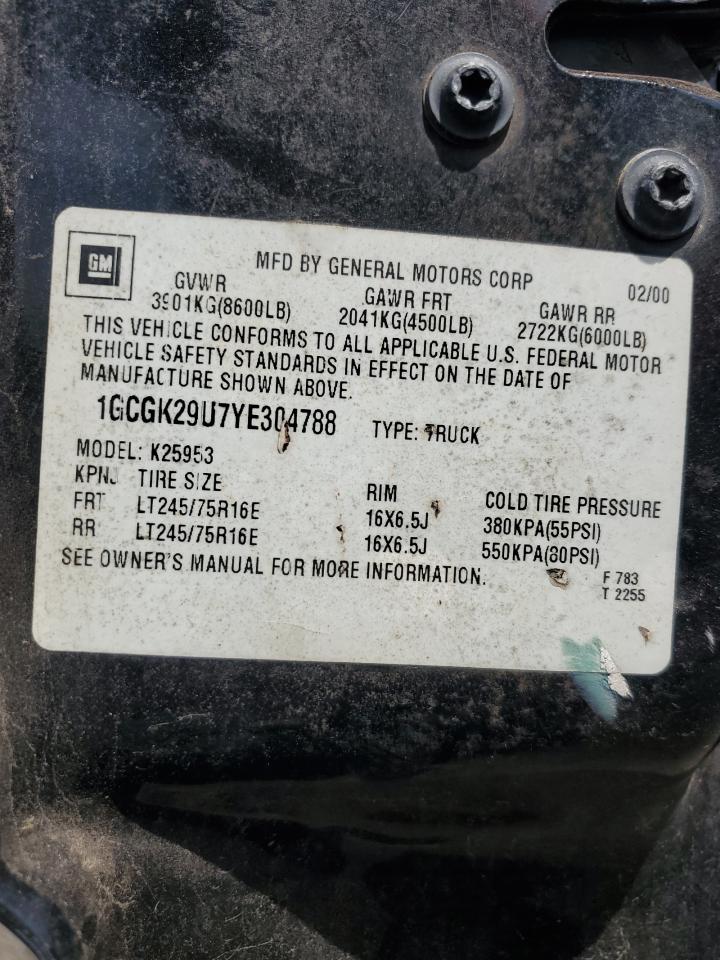 GM
MFD BY GENERAL MOTORS CORP 02/00
GVWR GAWR FRT GAWR RR
3901KG(8600LB) 2041KG(4500LB) 2722KG(6000LB)
THIS VEHICLE CONFORMS TO ALL APPLICABLE U.S. FEDERAL MOTOR
VEHICLE SAFETY STANDARDS IN EFFECT ON THE DATE OF
MANUFACTURE SHOWN ABOVE.
1GCGK29U7YE304788 TYPE: TRUCK
MODEL: K25953
KPNJ TIRE SIZE RIM COLD TIRE PRESSURE
FRT LT245/75R16E 16X6.5J 380KPA(55PSI)
RR LT245/75R16E 16X6.5J 550KPA(80PSI)
SEE OWNER'S MANUAL FOR MORE INFORMATION.
F 783
T 2255